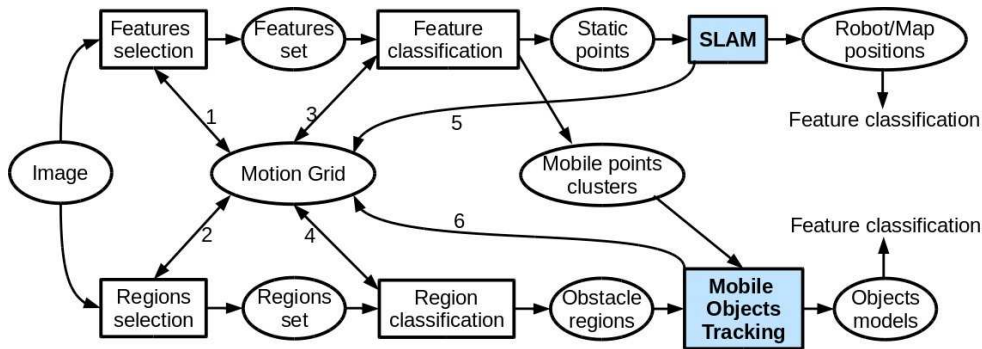 Features
selection
Features
set
Feature
classification
Static
points
SLAM
Robot/Map
positions
1
3
5
Feature classification
Image
Motion Grid
Mobile points
clusters
2
4
6
Feature classification
Regions
selection
Regions
set
Region
classification
Obstacle
regions
Mobile
Objects
Tracking
Objects
models